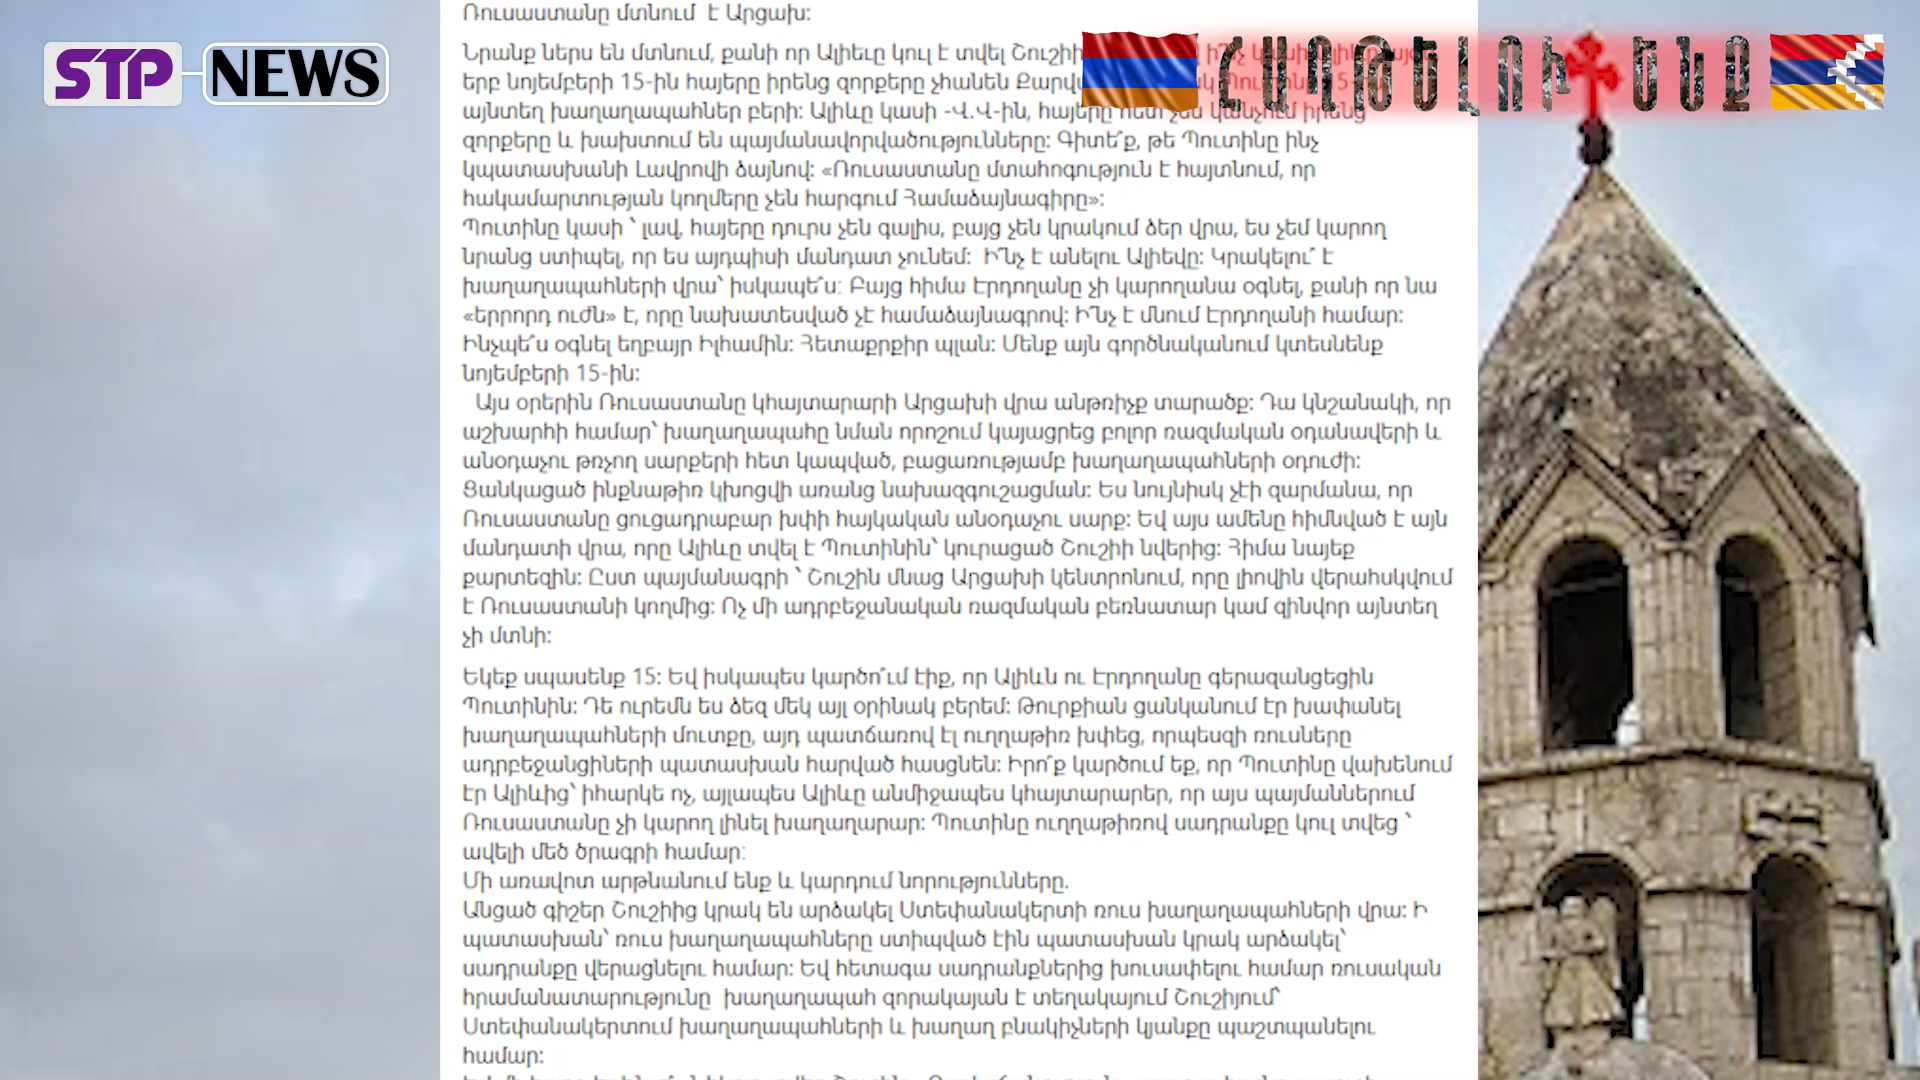 Ռուսաստանը մտնում է Արցախ:
STP NEWS
ՀԱՂԹԵԼՈՒ ԵՆՔ
Նրանք ներս են մտնում, քանի որ Ալիեւը կուլ է տվել Շուշիի
երբ նոյեմբերի 15-ին հայերը իրենց զորքերը չհանեն
այնտեղ խաղաղապահներ բերի: Ալիևը կասի -Վ.Վ-ին, հայերը հետ չեն կանչում իրենց
զորքերը և խախտում են պայմանավորվածությունները: Գիտե՞ք, թե Պուտինը ինչ
կպատասխանի Լավրովի ձայնով: «Ռուսաստանը մտահոգություն է հայտնում, որ
հակամարտության կողմերը չեն հարգում Համաձայնագիրը»:
Պուտինը կասի ՝ լավ, հայերը դուրս չեն գալիս, բայց չեն կրակում ձեր վրա, ես չեմ կարող
նրանց ստիպել, որ ես այդպիսի մանդատ չունեմ: Ի՞նչ է անելու Ալիեվը: Կրակելու՞ է
խաղաղապահների վրա՝ իսկապե՞ս: Բայց հիմա Էրդողանը չի կարողանա օգնել, քանի որ նա
«երրորդ ուժն» է, որը նախատեսված չէ համաձայնագրով: Ի՞նչ է մնում Էրդողանի համար:
Ինչպե՞ս օգնել եղբայր Իլհամին: Հետաքրքիր պլան: Մենք այն գործնականում կտեսնենք
նոյեմբերի 15-ին:
Այս օրերին Ռուսաստանը կհայտարարի Արցախի վրա անթռիչք տարածք: Դա կնշանակի, որ
աշխարհի համար՝ խաղաղապահը նման որոշում կայացրեց բոլոր ռազմական օդանավերի և
անօդաչու թռչող սարքերի հետ կապված, բացառությամբ խաղաղապահների օդուժի:
Ցանկացած ինքնաթիռ կխոցվի առանց նախազգուշացման: Ես նույնիսկ չէի զարմանա, որ
Ռուսաստանը ցուցադրաբար խփի հայկական անօդաչու սարք: Եվ այս ամենը հիմնված է այն
մանդատի վրա, որը Ալիևը տվել է Պուտինին՝ կուրացած Շուշիի նվերից: Հիմա նայեք
քարտեզին: Ըստ պայմանագրի ՝ Շուշին մնաց Արցախի կենտրոնում, որը լիովին վերահսկվում
է Ռուսաստանի կողմից: Ոչ մի ադրբեջանական ռազմական բեռնատար կամ զինվոր այնտեղ
չի մտնի:
Եկեք սպասենք 15: Եվ իսկապես կարծո՞ւմ էիք, որ Ալիևն ու Էրդողանը գերազանցեցին
Պուտինին: Դե ուրեմն ես ձեզ մեկ այլ օրինակ բերեմ: Թուրքիան ցանկանում էր խափանել
խաղաղապահների մուտքը, այդ պատճառով էլ ուղղաթիռ խփեց, որպեսզի ռուսները
ադրբեջանցիների պատասխան հարված հասցնեն: Իրո՞ք կարծում եք, որ Պուտինը վախենում
էր Ալիևից՝ իհարկե ոչ, այլապես Ալիևը անմիջապես կհայտարարեր, որ այս պայմաններում
Ռուսաստանը չի կարող լինել խաղաղարար: Պուտինը ուղղաթիռով սադրանքը կուլ տվեց ՝
ավելի մեծ ծրագրի համար:
Մի առավոտ արթնանում ենք և կարդում նորությունները.
Անցած գիշեր Շուշիից կրակ են արձակել Ստեփանակերտի ռուս խաղաղապահների վրա: Ի
պատասխան՝ ռուս խաղաղապահները ստիպված էին պատասխան կրակ արձակել՝
սադրանքը վերացնելու համար: Եվ հետագա սադրանքներից խուսափելու համար ռուսական
հրամանատարությունը խաղաղապահ զորակայան է տեղակայում Շուշիյում՝
Ստեփանակերտում խաղաղապահների և խաղաղ բնակիչների կյանքը պաշտպանելու
համար: